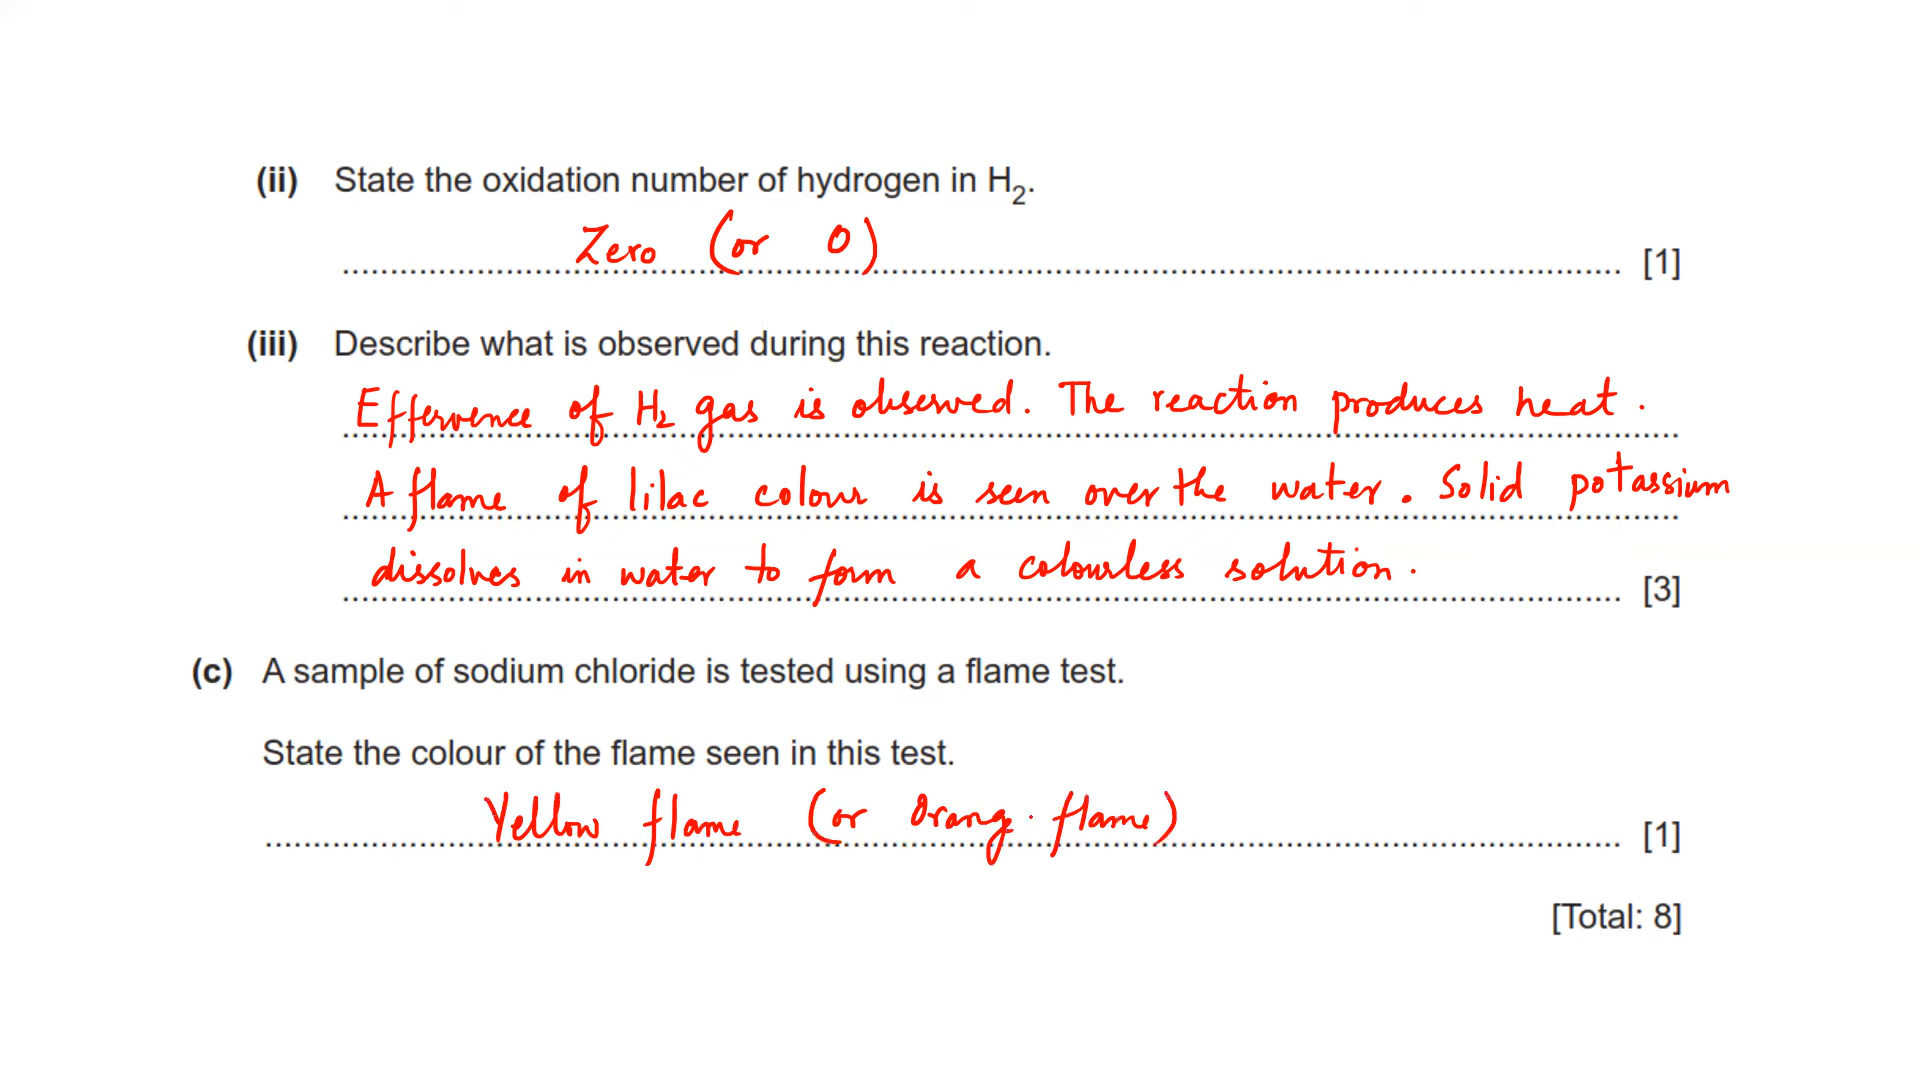 (ii) State the oxidation number of hydrogen in H2.
Zero (or 0)
[1]
(iii) Describe what is observed during this reaction.
Effervence of H2 gas is observed. The reaction produces heat.
A flame of lilac colour is seen over the water. Solid potassium
dissolves in water to form a colourless solution.
[3]
(c) A sample of sodium chloride is tested using a flame test.
State the colour of the flame seen in this test.
Yellow flame (or Orange flame)
[1]
[Total: 8]